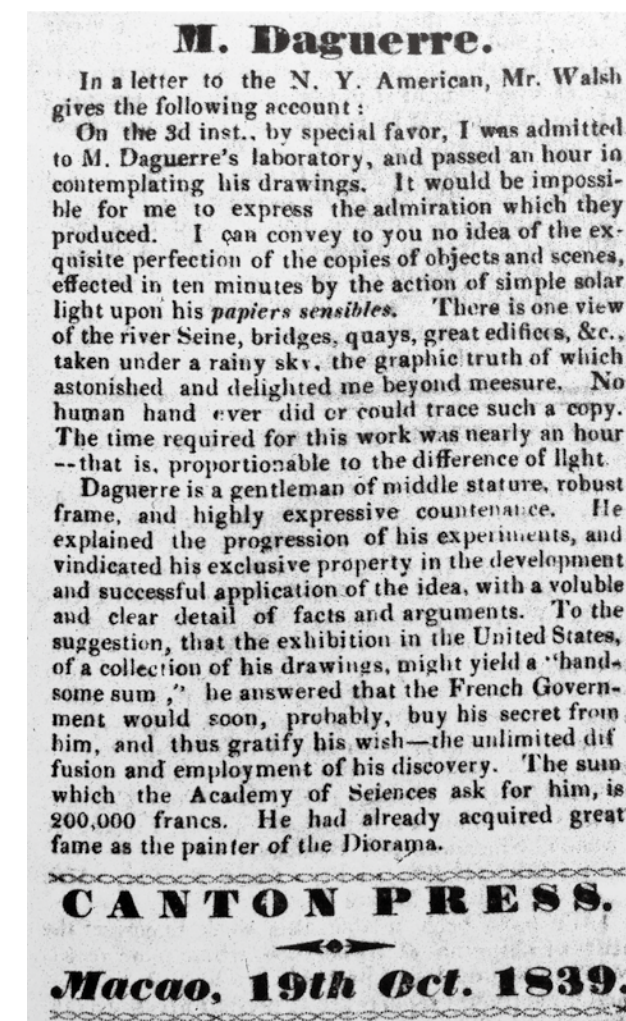 M. Daguerre.
In a letter to the N. Y. American, Mr. Walsh
gives the following account :
On the 3d inst., by special favor, I was admitted
to M. Daguerre's laboratory, and passed an hour in
contemplating his drawings. It would be impossi-
ble for me to express the admiration which they
produced. I can convey to you no idea of the ex-
quisite perfection of the copies of objects and scenes,
effected in ten minutes by the action of simple solar
light upon his papiers sensibles. There is one view
of the river Seine, bridges, quays, great edifices, &c.,
taken under a rainy sky, the graphic truth of which
astonished and delighted me beyond meesure. No
human hand ever did or could trace such a copy.
The time required for this work was nearly an hour
--that is, proportionable to the difference of light
Daguerre is a gentleman of middle stature, robust
frame, and highly expressive countenance. He
explained the progression of his experiments, and
vindicated his exclusive property in the development
and successful application of the idea, with a voluble
and clear detail of facts and arguments. To the
suggestion, that the exhibition in the United States,
of a collection of his drawings, might yield a "hand-
some sum ," he answered that the French Govern-
ment would soon, probably, buy his secret from
him, and thus gratify his wish—the unlimited dif
fusion and employment of his discovery. The sum
which the Academy of Seiences ask for him, is
200,000 francs. He had already acquired great
fame as the painter of the Diorama.
CANTON PRESS.
Macao, 19th Oct. 1839.